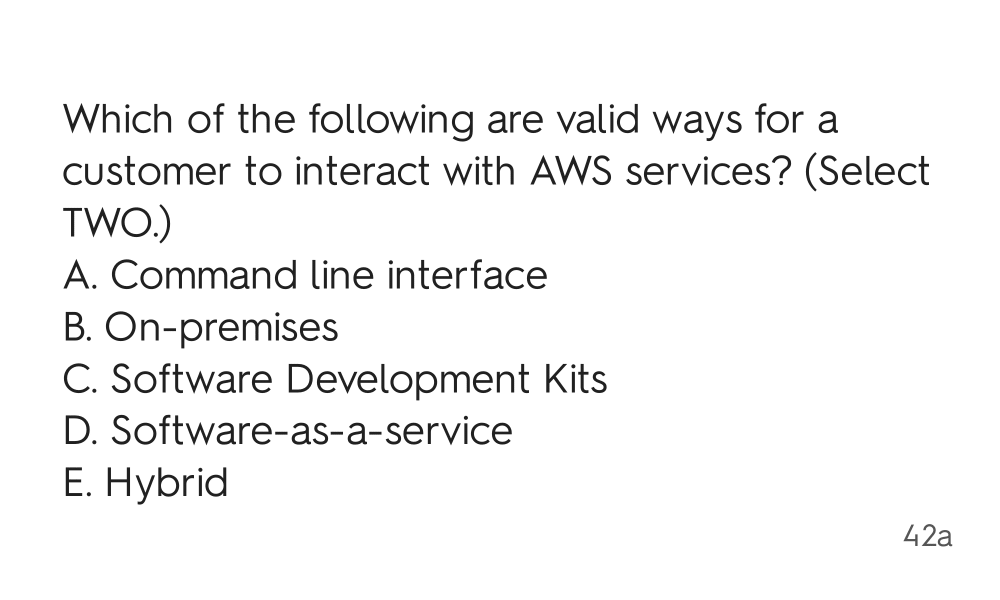 Which of the following are valid ways for a
customer to interact with AWS services? (Select
TWO.)
A. Command line interface
B. On-premises
C. Software Development Kits
D. Software-as-a-service
E. Hybrid
42a